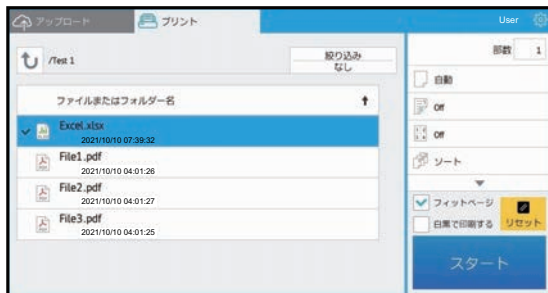 アップロード
プリント
User
/Test 1
絞り込み
なし
部数 1
ファイルまたはフォルダー名
自動
Off
Excel.xlsx
2021/10/10 07:39:32
Off
File1.pdf
2021/10/10 04:01:26
ソート
File2.pdf
2021/10/10 04:01:27
フィットページ
File3.pdf
2021/10/10 04:01:25
白黒で印刷する
リセット
スタート